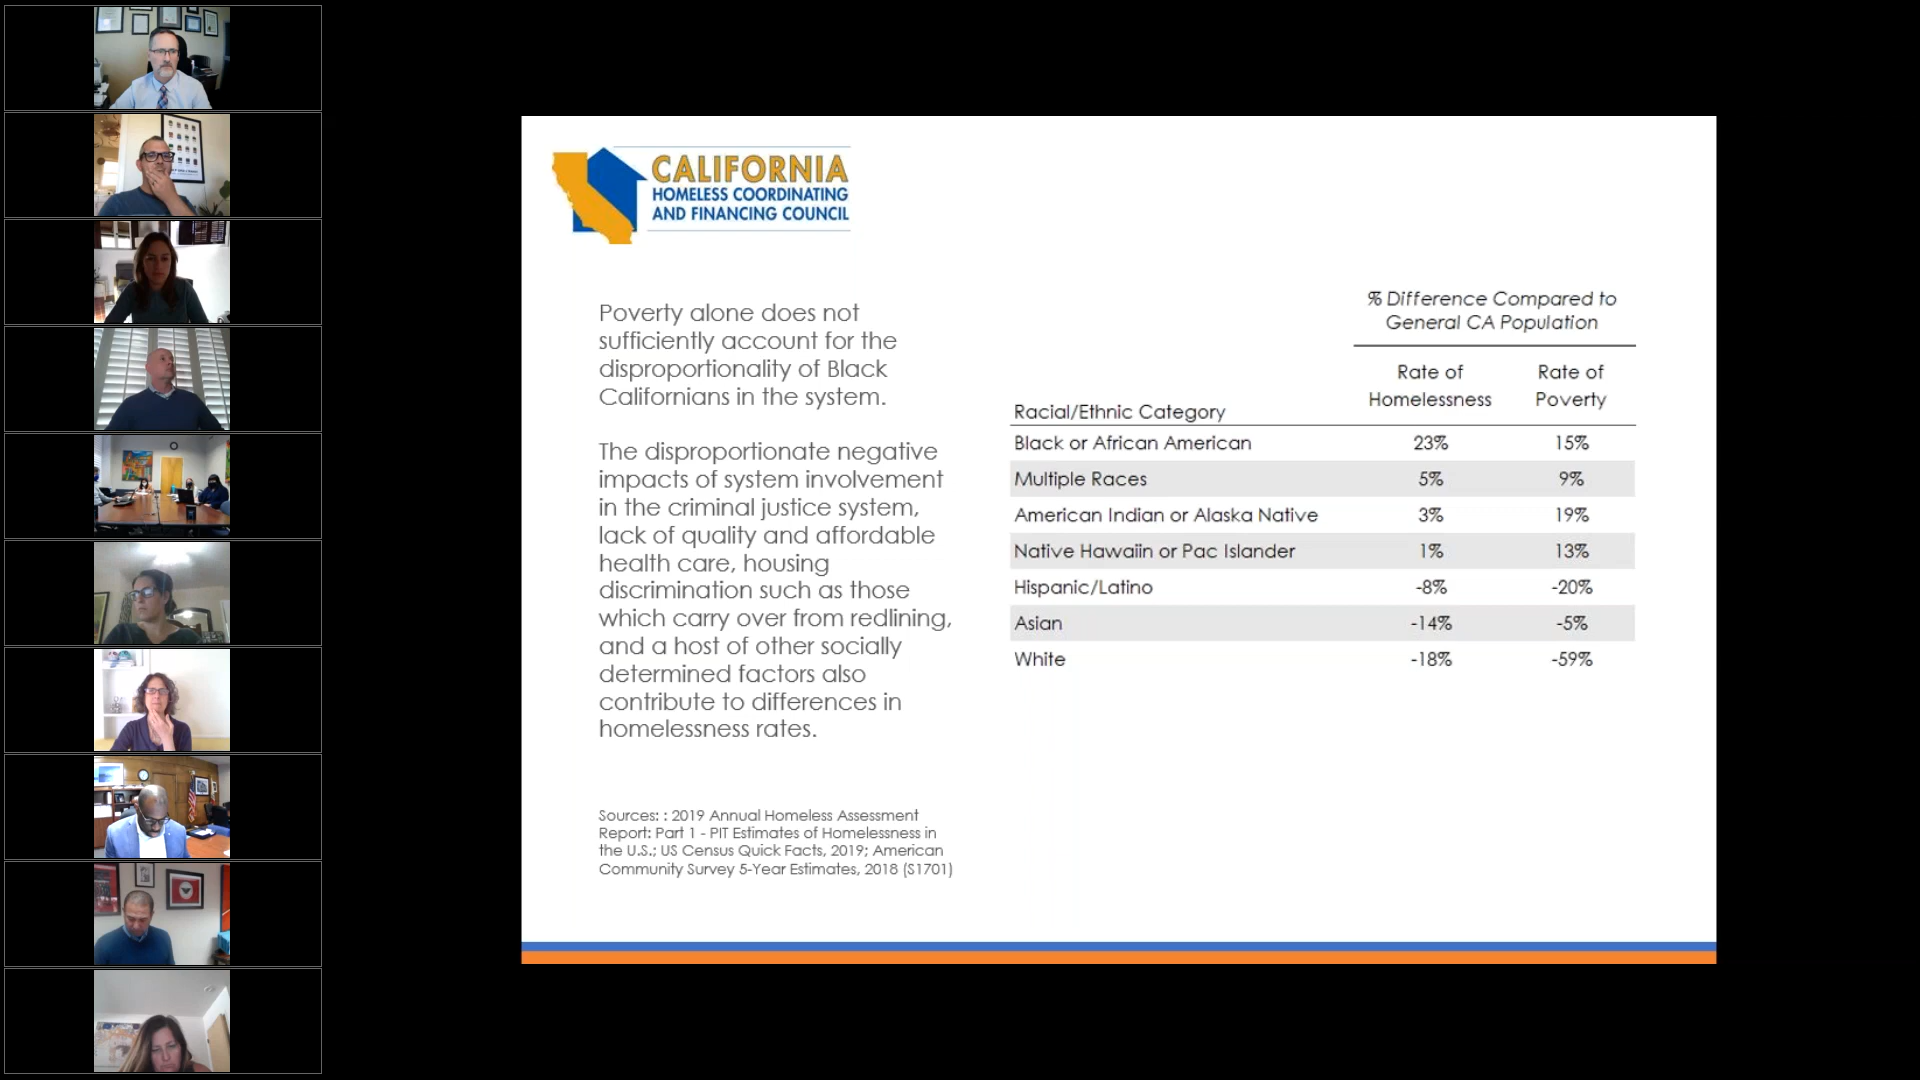 CALIFORNIA
HOMELESS COORDINATING
AND FINANCING COUNCIL
Poverty alone does not
sufficiently account for the
disproportionality of Black
Californians in the system.
The disproportionate negative
impacts of system involvement
in the criminal justice system,
lack of quality and affordable
health care, housing
discrimination such as those
which carry over from redlining,
and a host of other socially
determined factors also
contribute to differences in
homelessness rates.
Sources: : 2019 Annual Homeless Assessment
Report: Part 1 - PIT Estimates of Homelessness in
the U.S.; US Census Quick Facts, 2019; American
Community Survey 5-Year Estimates, 2018 (S1701)
% Difference Compared to
General CA Population
Rate of Rate of
Racial/Ethnic Category Homelessness Poverty
Black or African American 23% 15%
Multiple Races 5% 9%
American Indian or Alaska Native 3% 19%
Native Hawaiin or Pac Islander 1% 13%
Hispanic/Latino -8% -20%
Asian -14% -5%
White -18% -59%